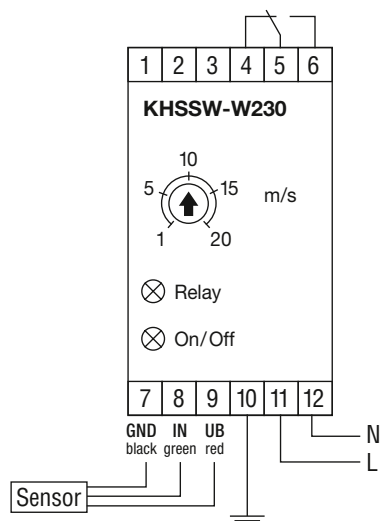 1 2 3 4 5 6
KHSSW-W230
10
5 15 m/s
1 20
Relay
On/Off
7 8 9 10 11 12
GND IN UB N
black green red
L
Sensor